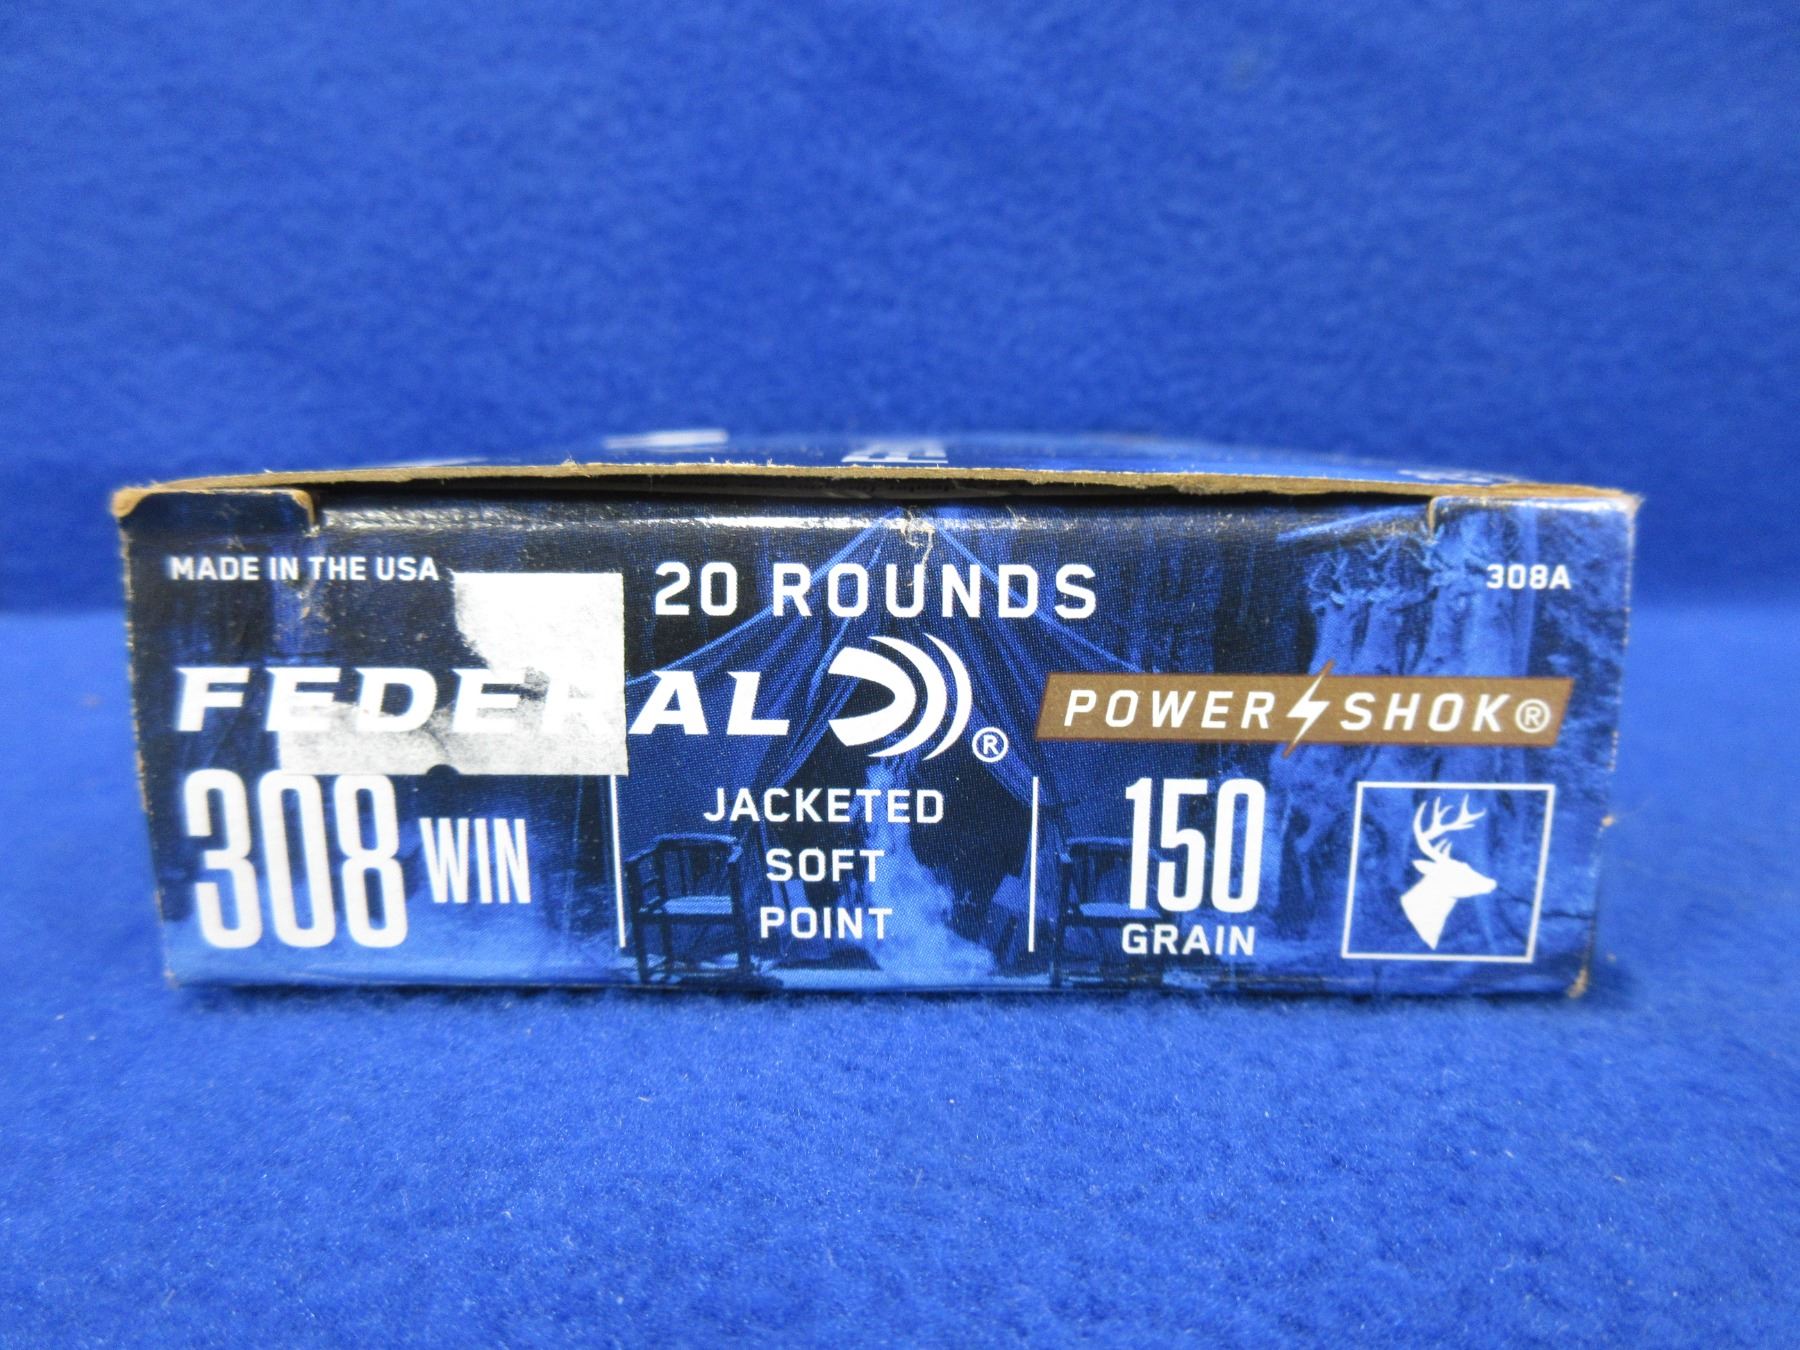 MADE IN THE USA
20 ROUNDS
308A
FEDERAL ®
POWER SHOK®
308 WIN
JACKETED
SOFT
POINT
150
GRAIN